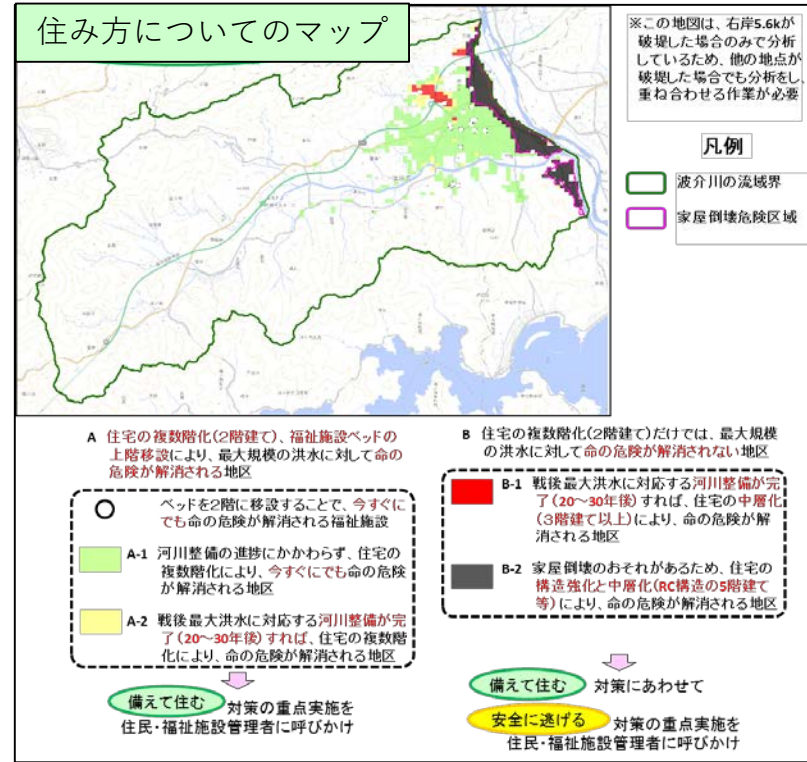 住み方についてのマップ
※この地図は、右岸5.6kが
破堤した場合のみで分析
しているため、他の地点が
破堤した場合でも分析をし、
重ね合わせる作業が必要
凡例
波介川の流域界
家屋倒壊危険区域
A 住宅の複数階化(2階建て)、福祉施設ベッドの
上階移設により、最大規模の洪水に対して命の
危険が解消される地区
ベッドを2階に移設することで、今すぐに
でも命の危険が解消される福祉施設
A-1 河川整備の進捗にかかわらず、住宅の
複数階化により、今すぐにでも命の危険
が解消される地区
A-2 戦後最大洪水に対応する河川整備が完
了(20～30年後)すれば、住宅の複数階
化により、命の危険が解消される地区
備えて住む 対策の重点実施を
住民・福祉施設管理者に呼びかけ
B 住宅の複数階化(2階建て)だけでは、最大規模
の洪水に対して命の危険が解消されない地区
B-1 戦後最大洪水に対応する河川整備が完
了(20～30年後)すれば、住宅の中層化
(3階建て以上)により、命の危険が解
消される地区
B-2 家屋倒壊のおそれがあるため、住宅の
構造強化と中層化(RC構造の5階建て
等)により、命の危険が解消される地区
備えて住む 対策にあわせて
安全に逃げる 対策の重点実施を
住民・福祉施設管理者に呼びかけ